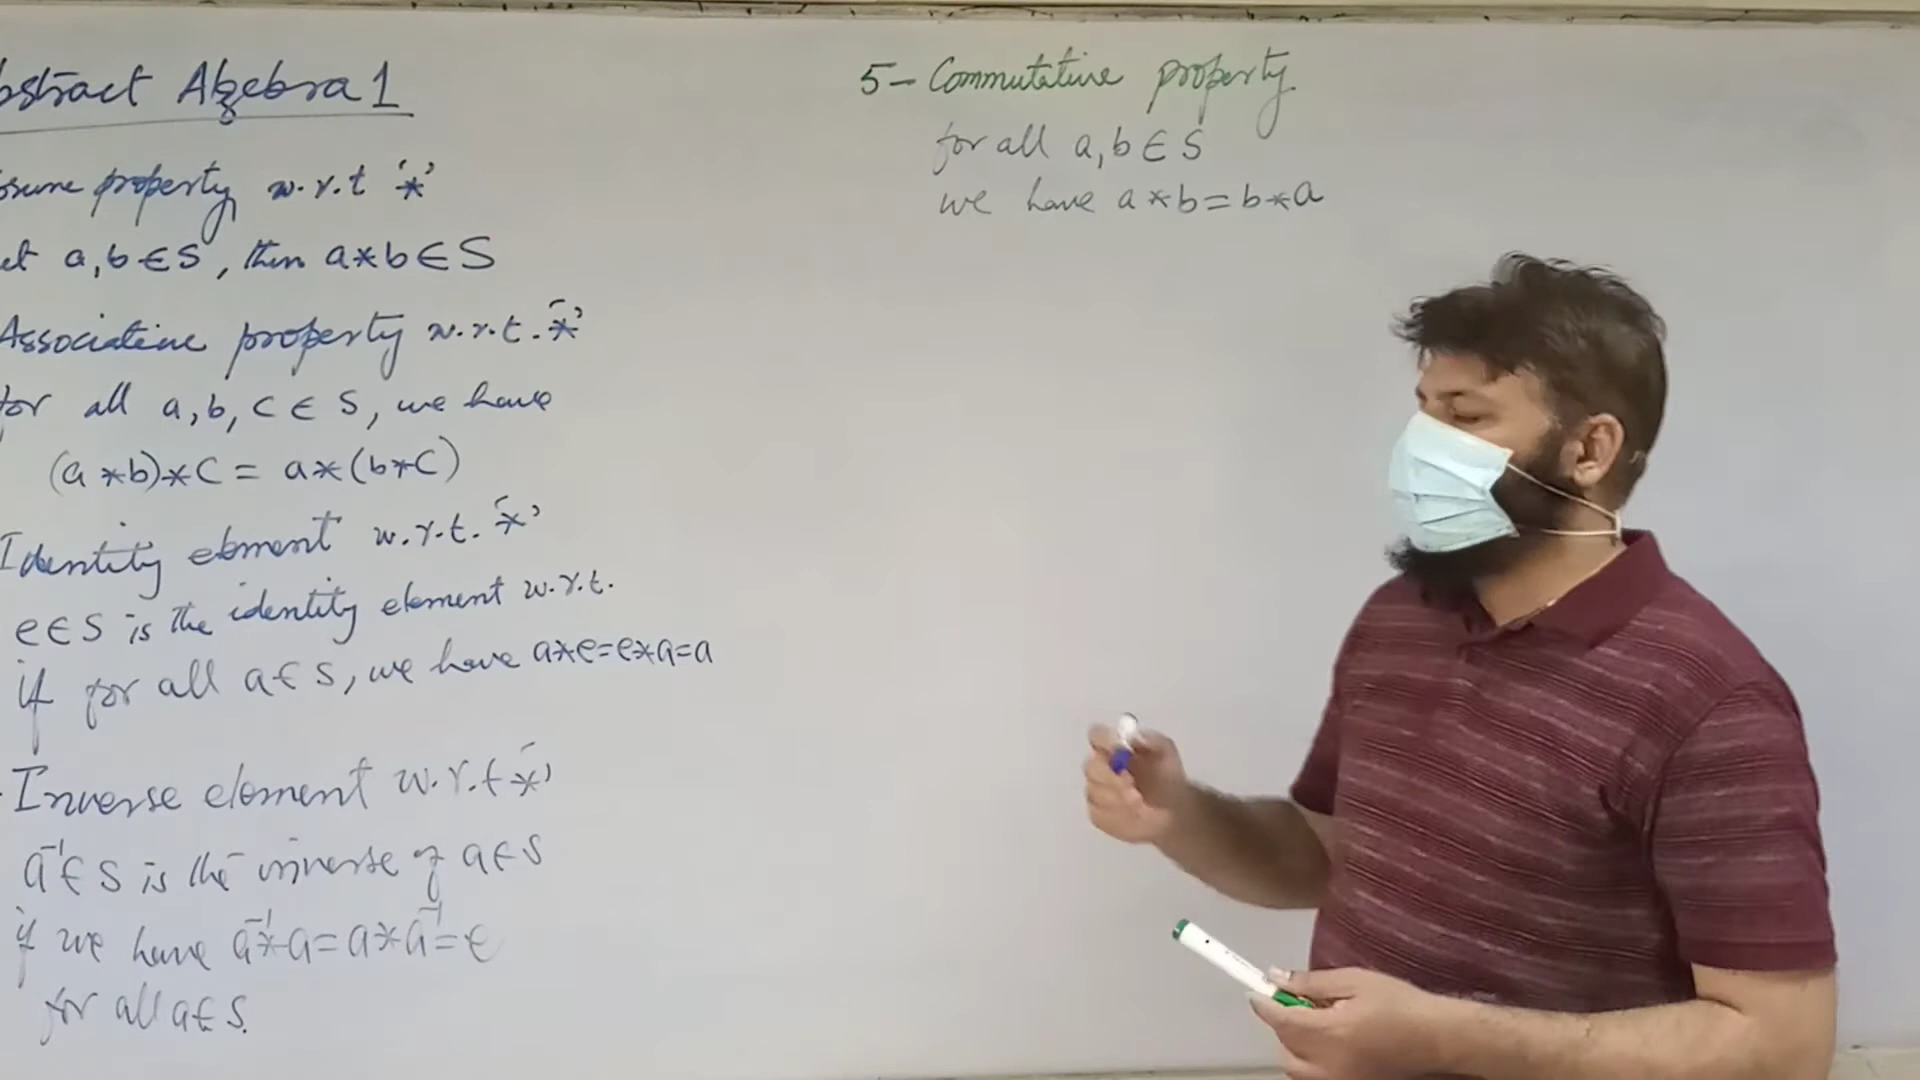 bstract Algebra 1
osure property w.r.t '*'
et a, b ∈ S, then a*b ∈ S
Associative property w.r.t. '*'
for all a, b, c ∈ S, we have
(a*b)*c = a*(b*c)
Identity element w.r.t. '*'
e ∈ S is the identity element w.r.t.
if for all a ∈ S, we have a*e=e*a=a
Inverse element w.r.t '*'
a⁻¹ ∈ S is the inverse of a ∈ S
if we have a⁻¹*a = a*a⁻¹ = e
for all a ∈ S.
5- Commutative property
for all a, b ∈ S
we have a*b = b*a